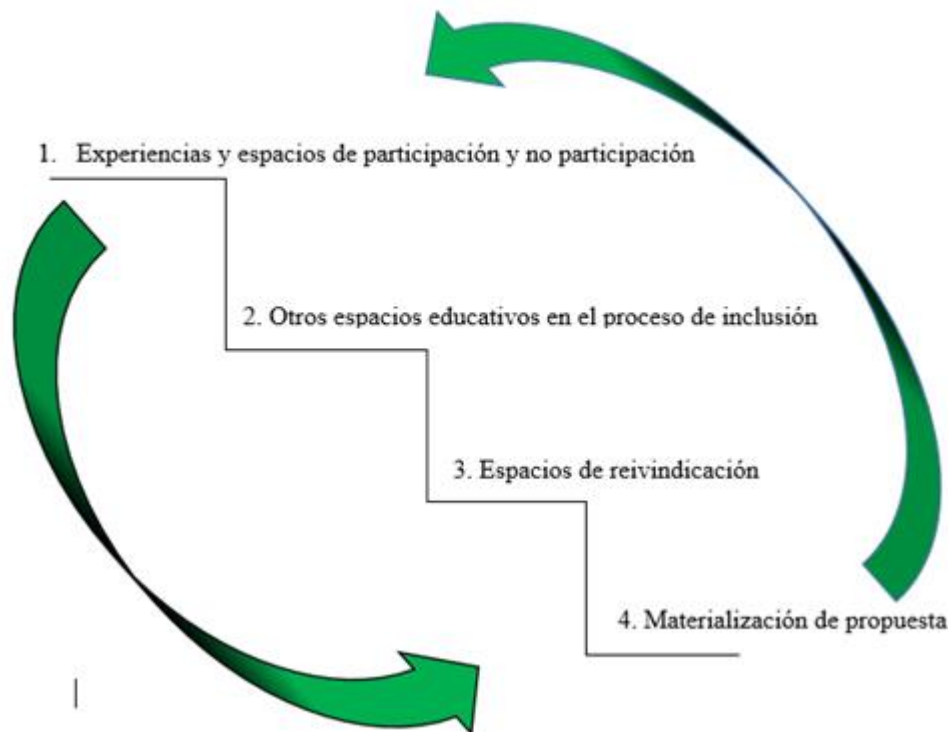 1. Experiencias y espacios de participación y no participación
2. Otros espacios educativos en el proceso de inclusión
3. Espacios de reivindicación
4. Materialización de propuesta